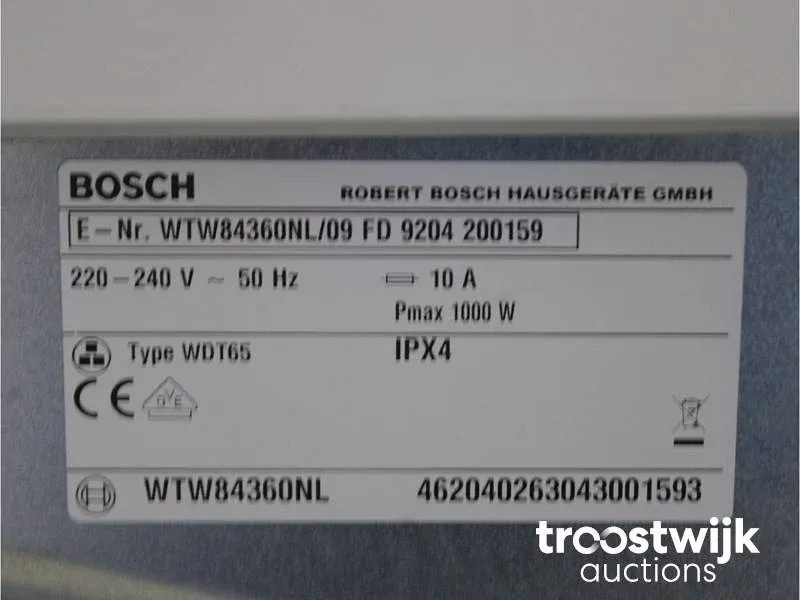 BOSCH ROBERT BOSCH HAUSGERÄTE GMBH
E-Nr. WTW84360NL/09 FD 9204 200159
220-240 V ~ 50 Hz 10 A
Pmax 1000 W
Type WDT65 IPX4
CE DVE
WTW84360NL 462040263043001593
troostwijk
auctions